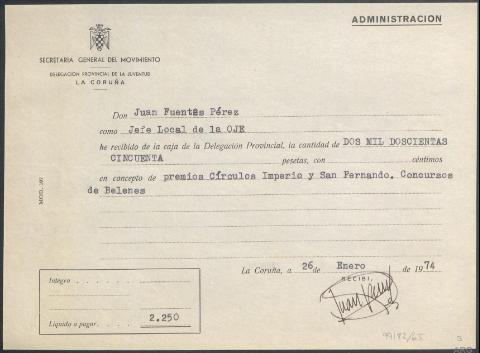 ADMINISTRACION
SECRETARIA GENERAL DEL MOVIMIENTO
DELEGACION PROVINCIAL DE LA JUVENTUD
LA CORUÑA
Don Juan Fuentes Pérez
como Jefe Local de la OJE
he recibido de la caja de la Delegación Provincial, la cantidad de DOS MIL DOSCIENTAS
CINCUENTA pesetas, con céntimos
en concepto de premios Círculos Imperio y San Fernando. Concursos
de Belenes
La Coruña, a 26 de Enero de 1974
RECIBI,
Juan
Integro
Líquido a pagar 2.250
99182/65